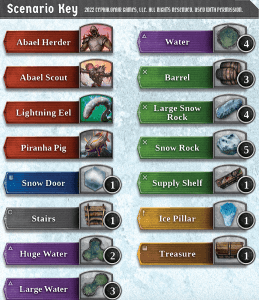 Scenario Key
2022 CEPHALOFAIR GAMES, LLC. ALL RIGHTS RESERVED. USED WITH PERMISSION.
Abael Herder
Abael Scout
Lightning Eel
Piranha Pig
Snow Door 1
Stairs 1
Huge Water 2
Large Water 3
Water 4
Barrel 3
Large Snow
Rock 4
Snow Rock 5
Supply Shelf 1
Ice Pillar 1
Treasure 1